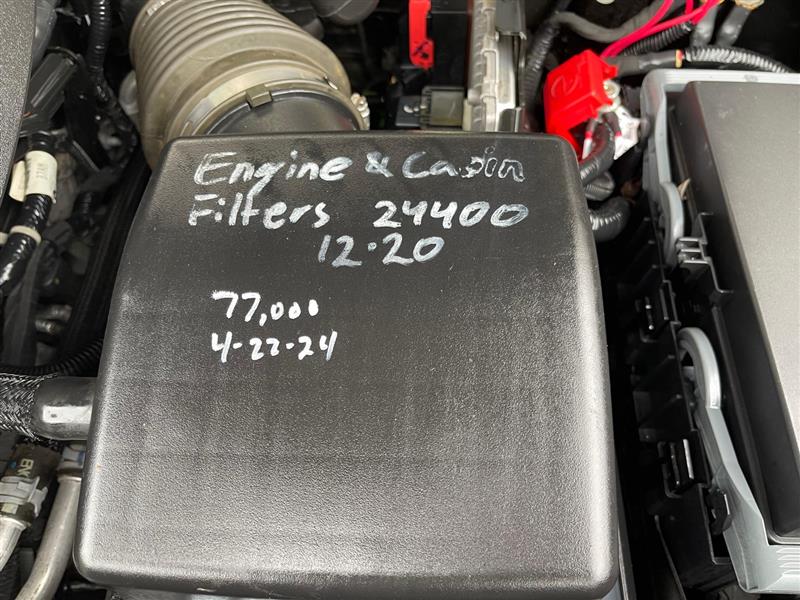 Engine & Cabin
Filters 24400
12·20
77,000
4-22-24